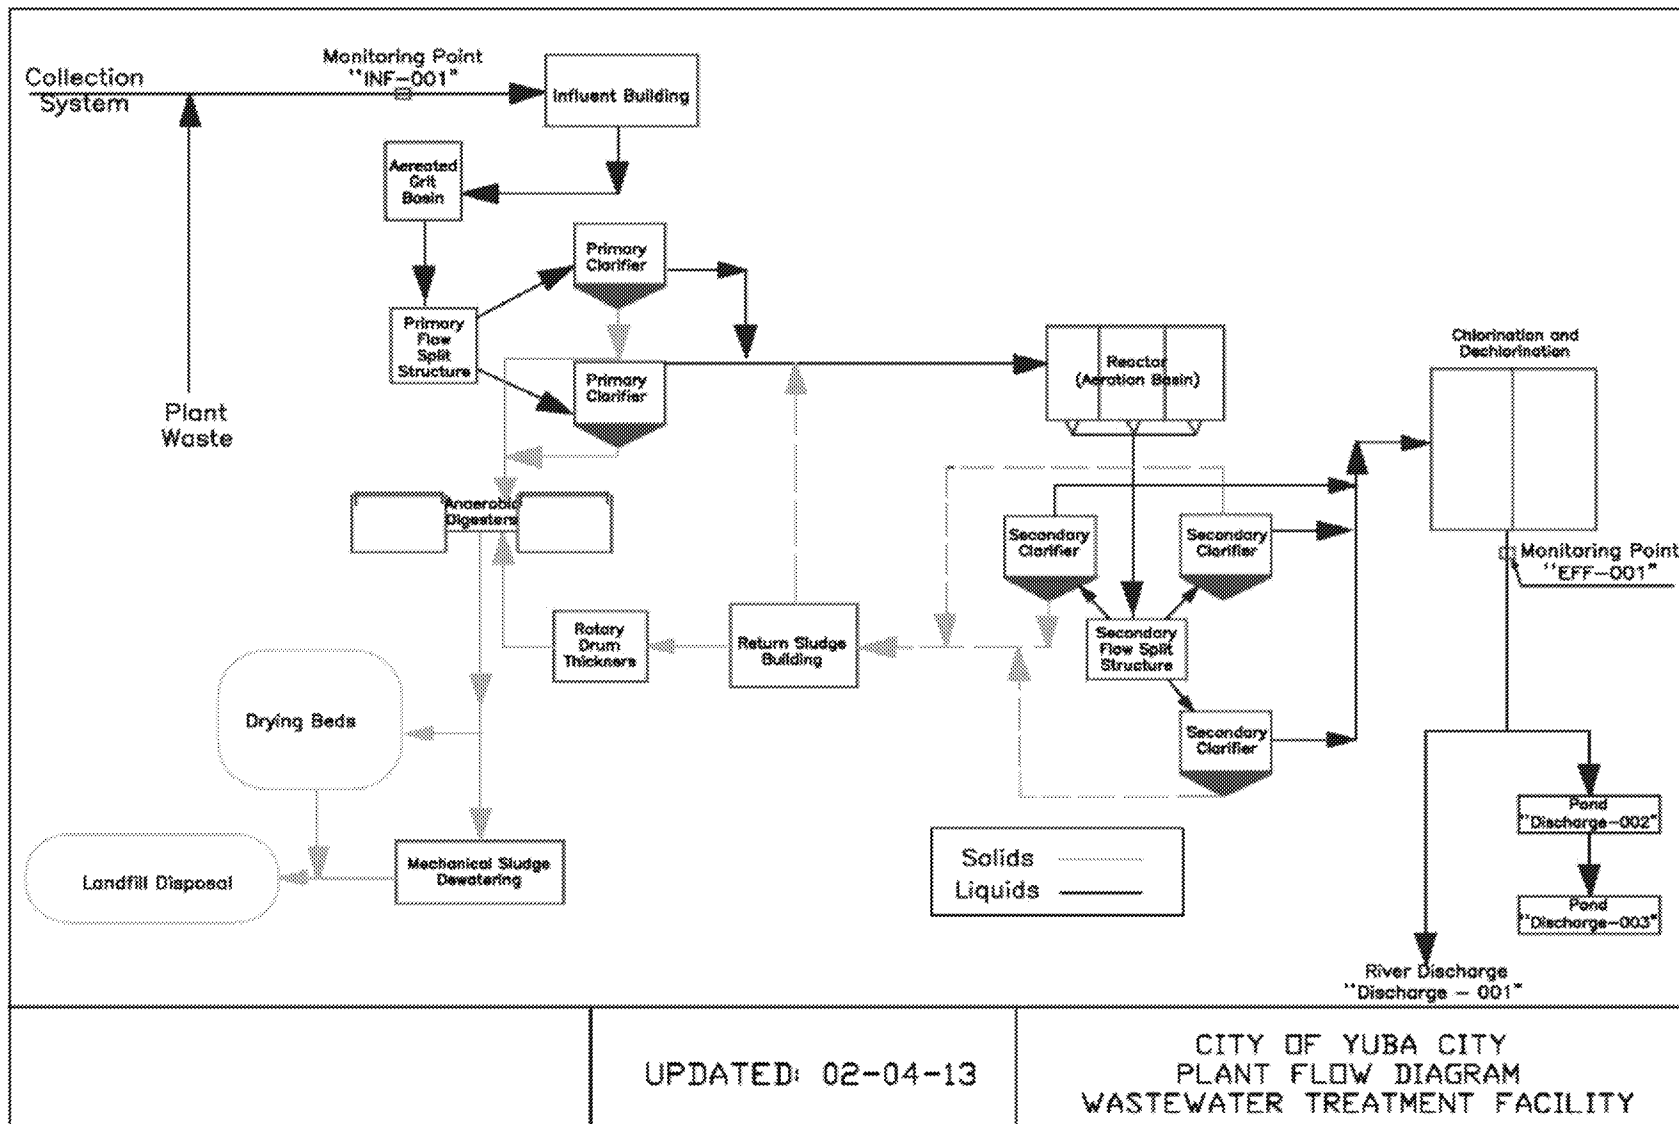 Collection
System
Monitoring Point
"INF-001"
Influent Building
Aereated
Grit
Basin
Primary
Clarifier
Primary
Flow
Split
Structure
Primary
Clarifier
Plant
Waste
Reactor
(Aeration Basin)
Chlorination and
Dechlorination
Anaerobic
Digesters
Secondary
Clarifier
Secondary
Clarifier
Monitoring Point
"EFF-001"
Rotary
Drum
Thickners
Return Sludge
Building
Secondary
Flow Split
Structure
Drying Beds
Secondary
Clarifier
Pond
"Discharge-002"
Mechanical Sludge
Dewatering
Landfill Disposal
Solids
Liquids
Pond
"Discharge-003"
River Discharge
"Discharge - 001"
UPDATED: 02-04-13
CITY OF YUBA CITY
PLANT FLOW DIAGRAM
WASTEWATER TREATMENT FACILITY